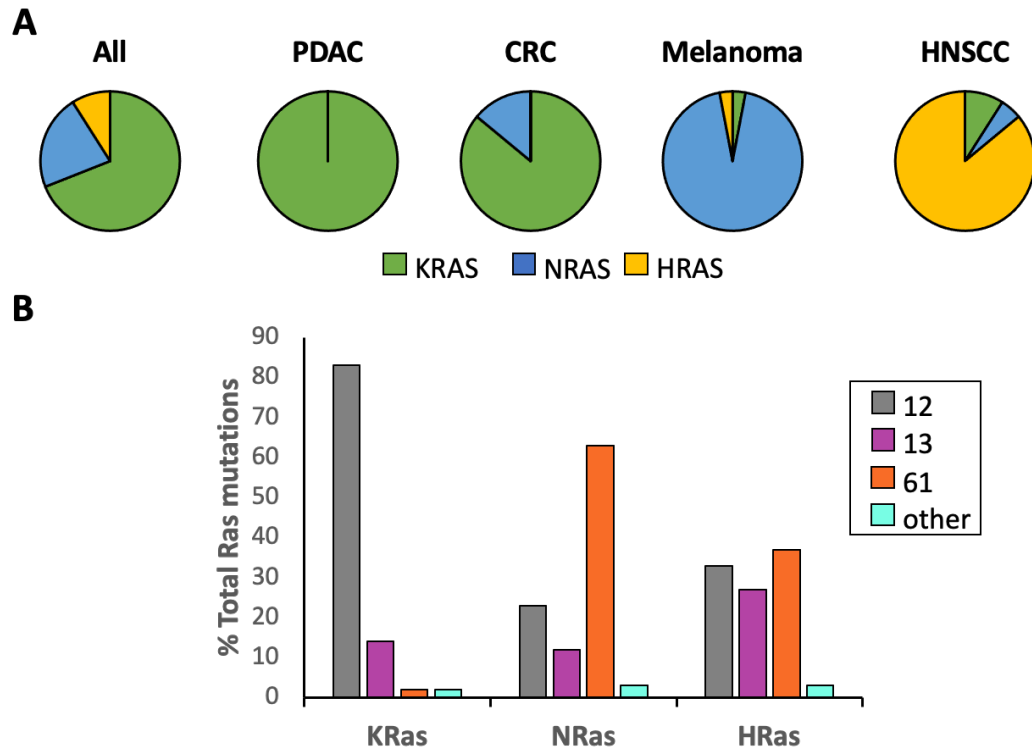 A
All PDAC CRC Melanoma HNSCC
KRAS NRAS HRAS
B
% Total Ras mutations
90
80
70
60
50
40
30
20
10
0
KRas NRas HRas
12
13
61
other